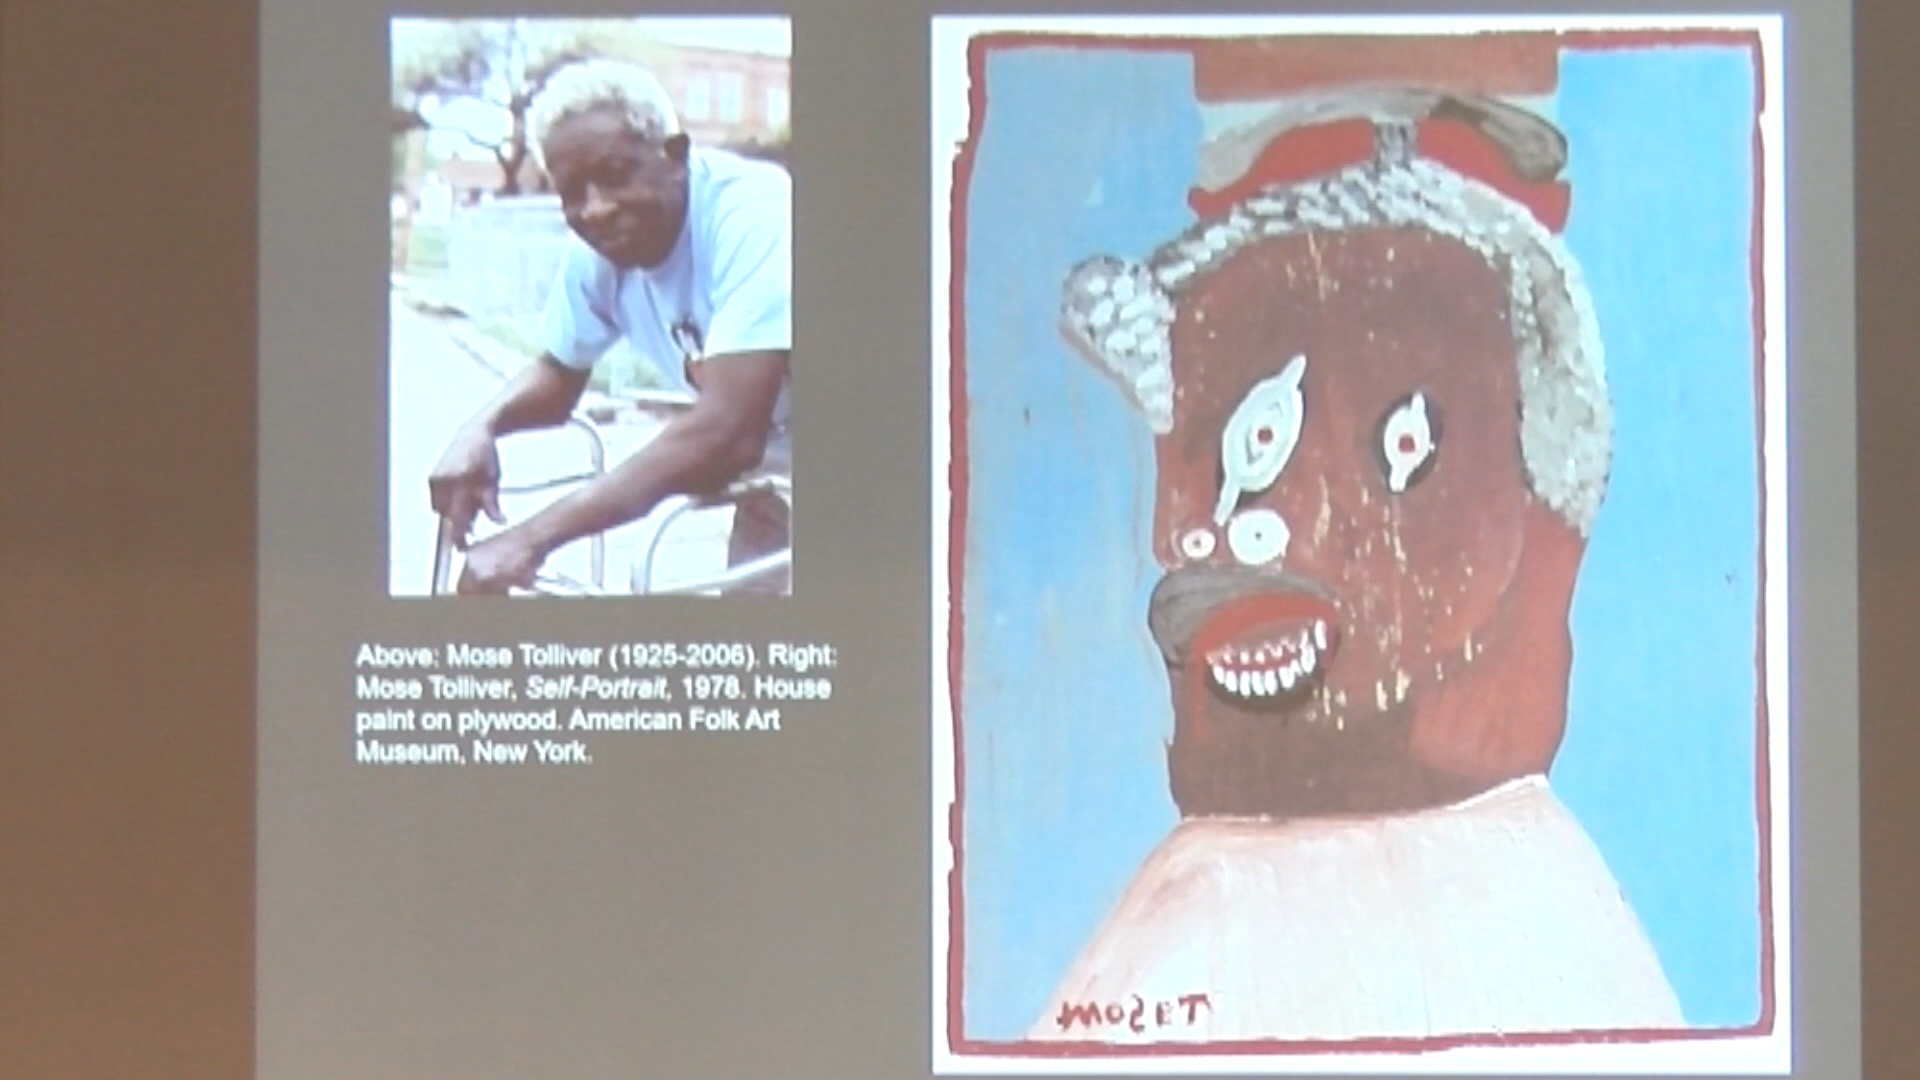 Above: Mose Tolliver (1925-2006). Right:
Mose Tolliver, Self-Portrait, 1978. House
paint on plywood. American Folk Art
Museum, New York.
MOSE T